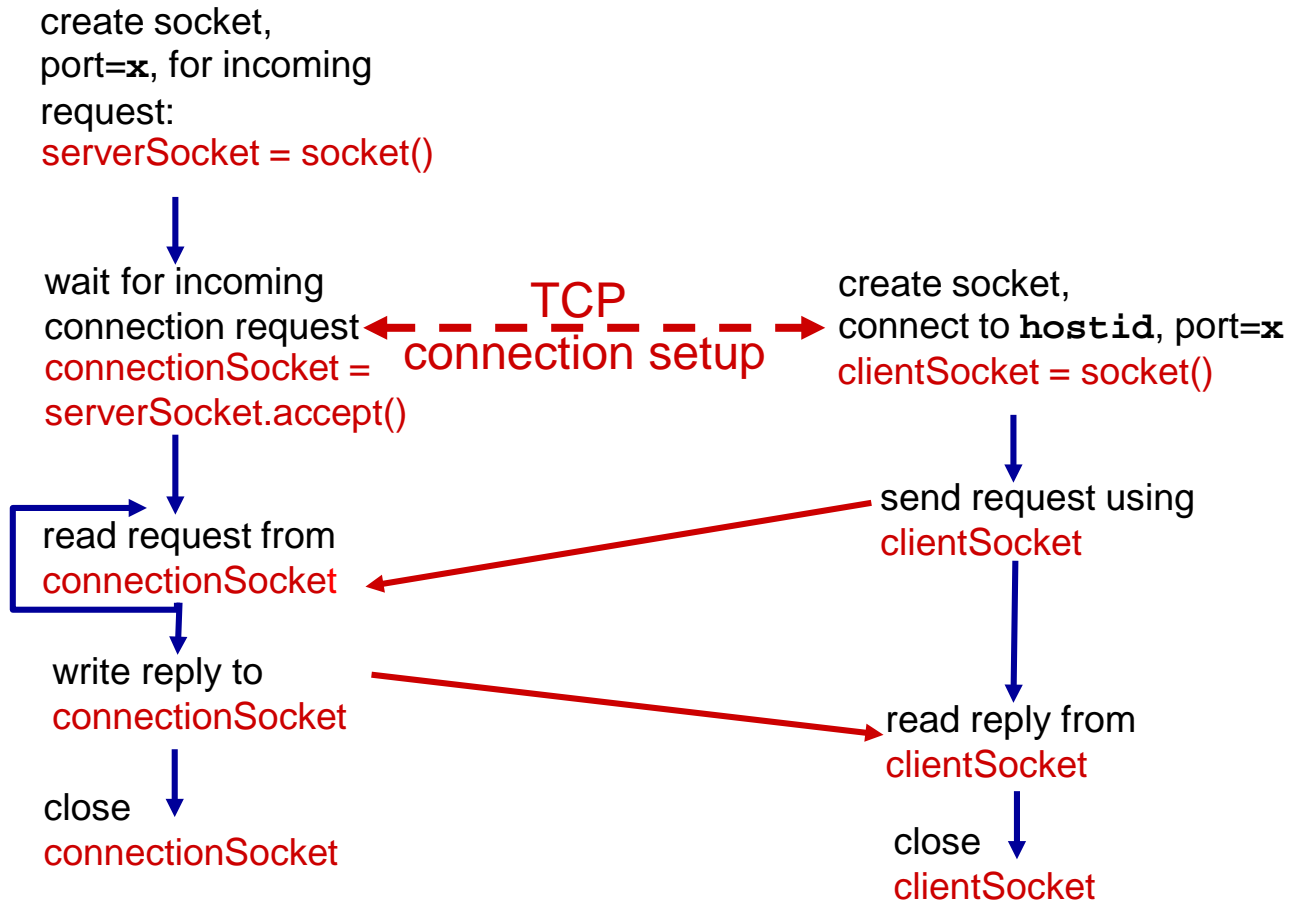 create socket,
port=x, for incoming
request:
serverSocket = socket()
wait for incoming
connection request
connectionSocket =
serverSocket.accept()
TCP
connection setup
create socket,
connect to hostid, port=x
clientSocket = socket()
send request using
clientSocket
read request from
connectionSocket
write reply to
connectionSocket
read reply from
clientSocket
close
connectionSocket
close
clientSocket